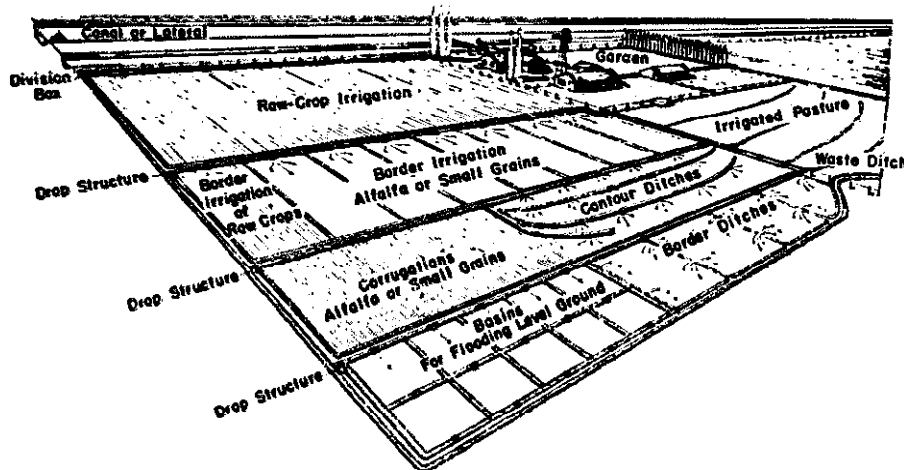 Canal or Lateral
Garden
Division
Box
Row-Crop Irrigation
Irrigated Pasture
Drop Structure
Border
Irrigation
of
Row Crops
Border Irrigation
Alfalfa or Small Grains
Waste Ditch
Contour Ditches
Border Ditches
Drop Structure
Corrugations
Alfalfa or Small Grains
Basins
For Flooding Level Ground
Drop Structure